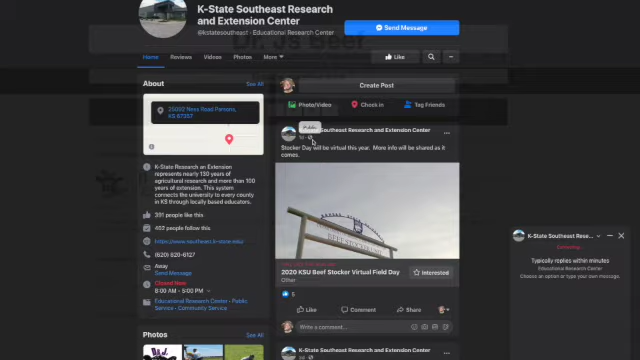 K-State Southeast Research
and Extension Center
@kstatesoutheast · Educational Research Center
Send Message
Dr. Js Beef
Home
Reviews
Videos
Photos
More
Like
About
See All
25092 Ness Road Parsons,
KS 67357
K-State Research an Extension
represents nearly 130 years of
agricultural research and more than 100
years of extension. This system
connects the university to every county
in KS through locally based educators.
391 people like this
402 people follow this
(620) 820-6127
Away
Send Message
Closed Now
8:00 AM - 5:00 PM
Educational Research Center · Public
Service · Community Service
Photos
See All
Create Post
Photo/Video
Check in
Tag Friends
Public
Southeast Research and Extension Center
Stocker Day will be virtual this year. More info will be shared as it
comes.
BEEF STOCKER UNIT
2020 KSU Beef Stocker Virtual Field Day
Other
Interested
Like
Comment
Share
Write a comment...
K-State Southeast Research and Extension Center
K-State Southeast Rese...
Typically replies within minutes
Educational Research Center
Choose an option or type your own message.